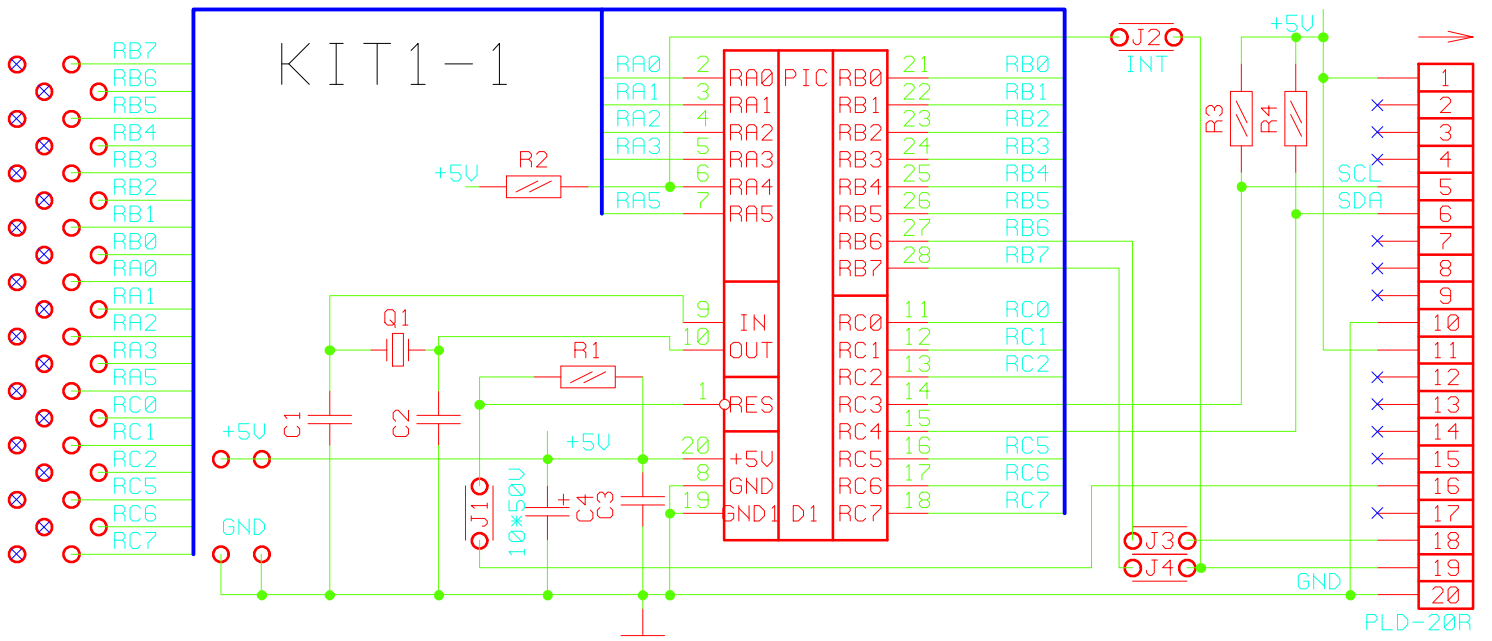 KIT1-1
RB7
RB6
RB5
RB4
RB3
RB2
RB1
RB0
RA0
RA1
RA2
RA3
RA5
RC0
RC1
RC2
RC5
RC6
RC7
+5V
GND
+5V
R2
Q1
C1
C2
R1
J1
10*50V
+5V
+
C4
C3
RA0 2
RA1 3
RA2 4
RA3 5
6
RA5 7
9
10
1
20
8
19
RA0 PIC RB0
RA1 RB1
RA2 RB2
RA3 RB3
RA4 RB4
RA5 RB5
RB6
RB7
IN RC0
OUT RC1
RC2
RES RC3
RC4
+5V RC5
GND RC6
GND1 D1 RC7
21 RB0
22 RB1
23 RB2
24 RB3
25 RB4
26 RB5
27 RB6
28 RB7
11 RC0
12 RC1
13 RC2
14
15
16 RC5
17 RC6
18 RC7
J2
INT
J3
J4
+5V
R3
R4
SCL
SDA
GND
1
2
3
4
5
6
7
8
9
10
11
12
13
14
15
16
17
18
19
20
PLD-20R